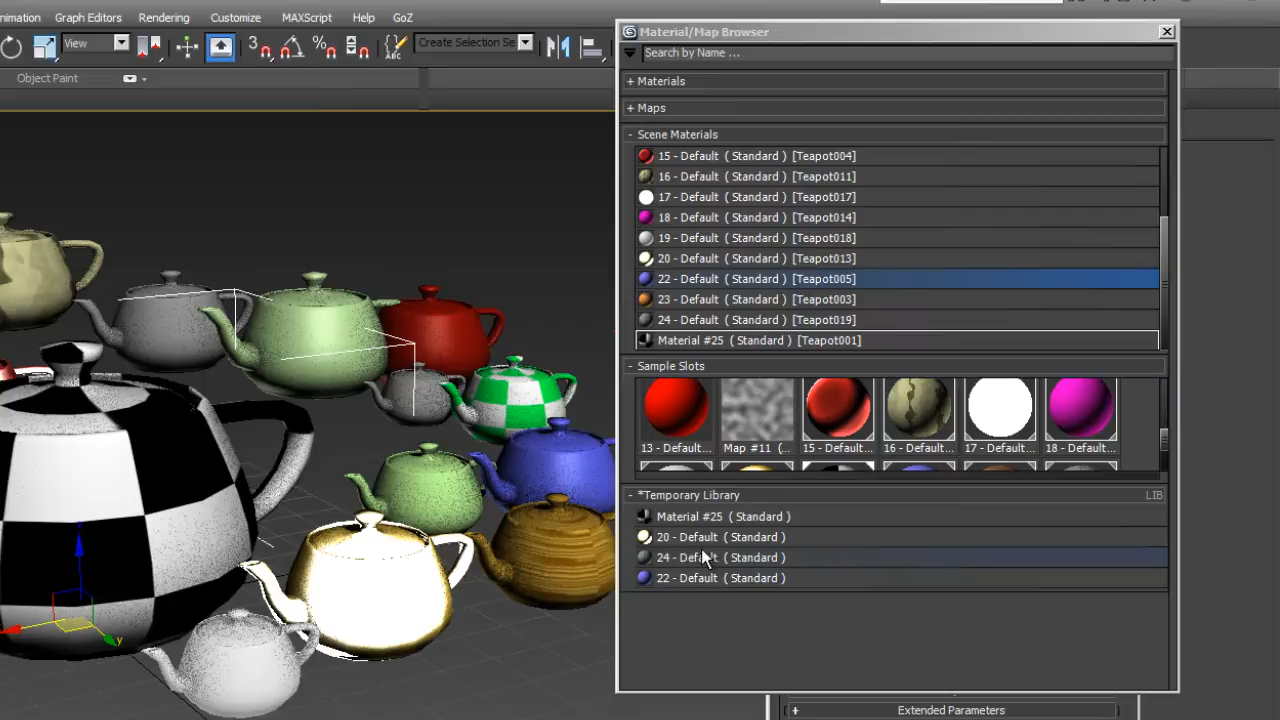 nimation Graph Editors Rendering Customize MAXScript Help GoZ
View 3 % ABC Create Selection Se
Object Paint
Material/Map Browser
Search by Name ...
+ Materials
+ Maps
- Scene Materials
15 - Default ( Standard ) [Teapot004]
16 - Default ( Standard ) [Teapot011]
17 - Default ( Standard ) [Teapot017]
18 - Default ( Standard ) [Teapot014]
19 - Default ( Standard ) [Teapot018]
20 - Default ( Standard ) [Teapot013]
22 - Default ( Standard ) [Teapot005]
23 - Default ( Standard ) [Teapot003]
24 - Default ( Standard ) [Teapot019]
Material #25 ( Standard ) [Teapot001]
- Sample Slots
13 - Default... Map #11 (... 15 - Default... 16 - Default... 17 - Default... 18 - Default...
- *Temporary Library LIB
Material #25 ( Standard )
20 - Default ( Standard )
24 - Default ( Standard )
22 - Default ( Standard )
y
+ Extended Parameters